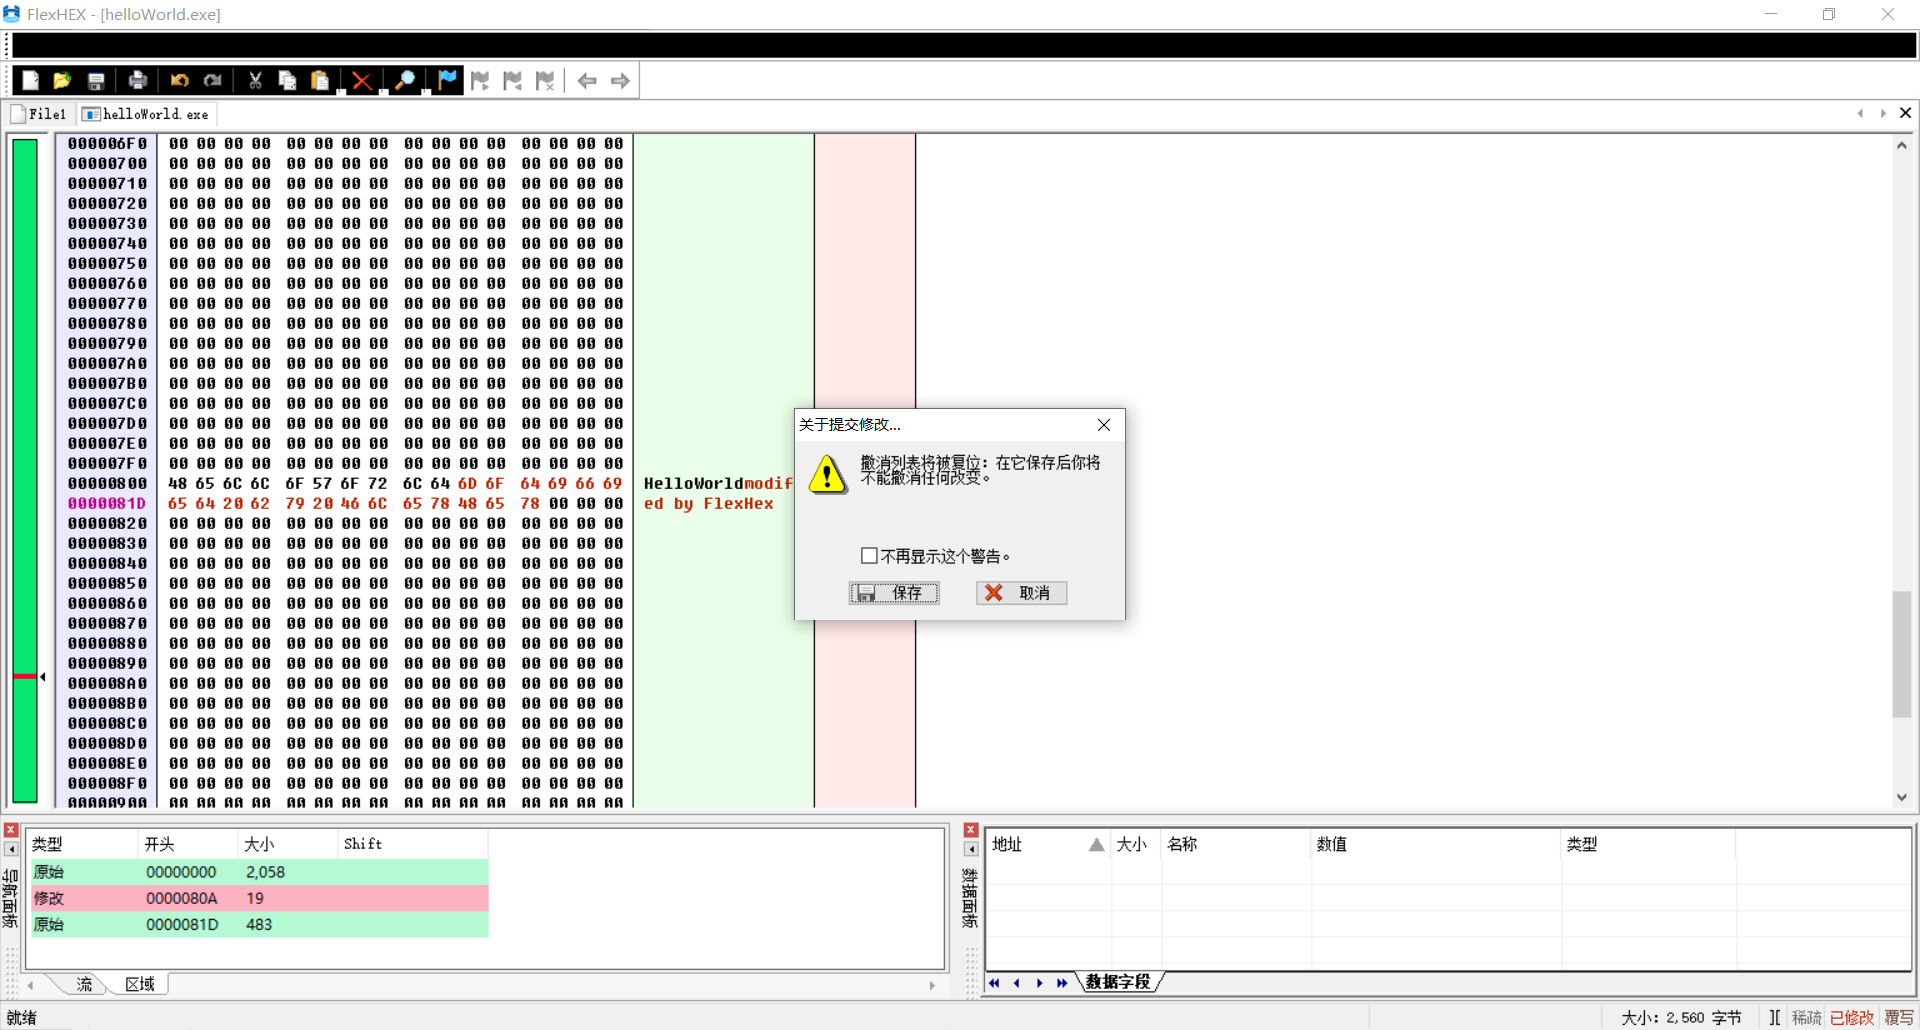 FlexHEX - [helloWorld.exe]
File1 helloWorld.exe
000006F0 00 00 00 00 00 00 00 00 00 00 00 00 00 00 00 00
00000700 00 00 00 00 00 00 00 00 00 00 00 00 00 00 00 00
00000710 00 00 00 00 00 00 00 00 00 00 00 00 00 00 00 00
00000720 00 00 00 00 00 00 00 00 00 00 00 00 00 00 00 00
00000730 00 00 00 00 00 00 00 00 00 00 00 00 00 00 00 00
00000740 00 00 00 00 00 00 00 00 00 00 00 00 00 00 00 00
00000750 00 00 00 00 00 00 00 00 00 00 00 00 00 00 00 00
00000760 00 00 00 00 00 00 00 00 00 00 00 00 00 00 00 00
00000770 00 00 00 00 00 00 00 00 00 00 00 00 00 00 00 00
00000780 00 00 00 00 00 00 00 00 00 00 00 00 00 00 00 00
00000790 00 00 00 00 00 00 00 00 00 00 00 00 00 00 00 00
000007A0 00 00 00 00 00 00 00 00 00 00 00 00 00 00 00 00
000007B0 00 00 00 00 00 00 00 00 00 00 00 00 00 00 00 00
000007C0 00 00 00 00 00 00 00 00 00 00 00 00 00 00 00 00
000007D0 00 00 00 00 00 00 00 00 00 00 00 00 00 00 00 00
000007E0 00 00 00 00 00 00 00 00 00 00 00 00 00 00 00 00
000007F0 00 00 00 00 00 00 00 00 00 00 00 00 00 00 00 00
00000800 48 65 6C 6C 6F 57 6F 72 6C 64 6D 6F 64 69 66 69 HelloWorldmodif
0000081D 65 64 20 62 79 20 46 6C 65 78 48 65 78 00 00 00 ed by FlexHex
00000820 00 00 00 00 00 00 00 00 00 00 00 00 00 00 00 00
00000830 00 00 00 00 00 00 00 00 00 00 00 00 00 00 00 00
00000840 00 00 00 00 00 00 00 00 00 00 00 00 00 00 00 00
00000850 00 00 00 00 00 00 00 00 00 00 00 00 00 00 00 00
00000860 00 00 00 00 00 00 00 00 00 00 00 00 00 00 00 00
00000870 00 00 00 00 00 00 00 00 00 00 00 00 00 00 00 00
00000880 00 00 00 00 00 00 00 00 00 00 00 00 00 00 00 00
00000890 00 00 00 00 00 00 00 00 00 00 00 00 00 00 00 00
000008A0 00 00 00 00 00 00 00 00 00 00 00 00 00 00 00 00
000008B0 00 00 00 00 00 00 00 00 00 00 00 00 00 00 00 00
000008C0 00 00 00 00 00 00 00 00 00 00 00 00 00 00 00 00
000008D0 00 00 00 00 00 00 00 00 00 00 00 00 00 00 00 00
000008E0 00 00 00 00 00 00 00 00 00 00 00 00 00 00 00 00
000008F0 00 00 00 00 00 00 00 00 00 00 00 00 00 00 00 00
00000900 00 00 00 00 00 00 00 00 00 00 00 00 00 00 00 00
关于提交修改...
撤消列表将被复位: 在它保存后你将
不能撤消任何改变。
不再显示这个警告。
保存 取消
导航面板
类型 开头 大小 Shift
原始 00000000 2,058
修改 0000080A 19
原始 0000081D 483
流 区域
数据面板
地址 大小 名称 数值 类型
数据字段
就绪
大小: 2,560 字节 ][ 稀疏 已修改 覆写